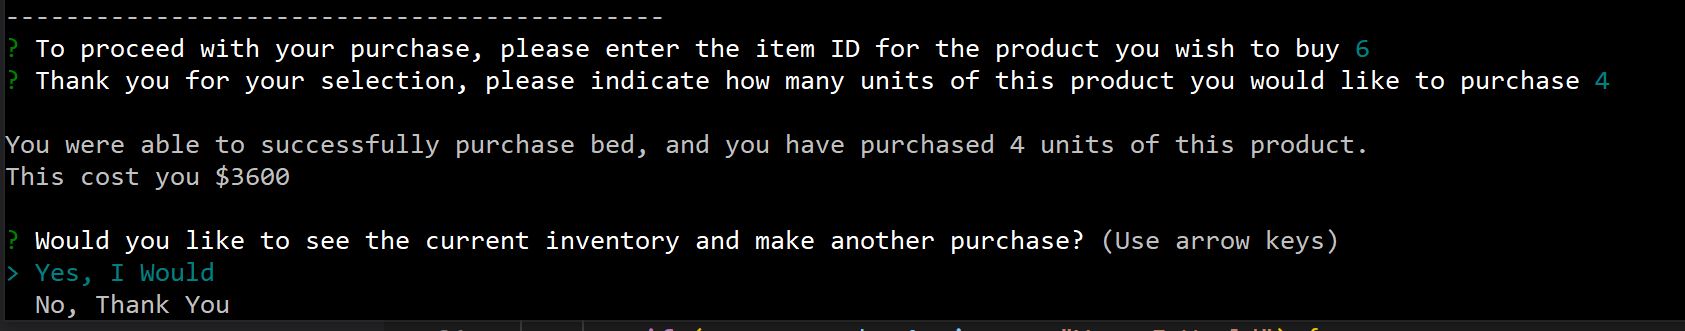 --------------------------------------------
? To proceed with your purchase, please enter the item ID for the product you wish to buy 6
? Thank you for your selection, please indicate how many units of this product you would like to purchase 4
You were able to successfully purchase bed, and you have purchased 4 units of this product.
This cost you $3600
? Would you like to see the current inventory and make another purchase? (Use arrow keys)
> Yes, I Would
No, Thank You